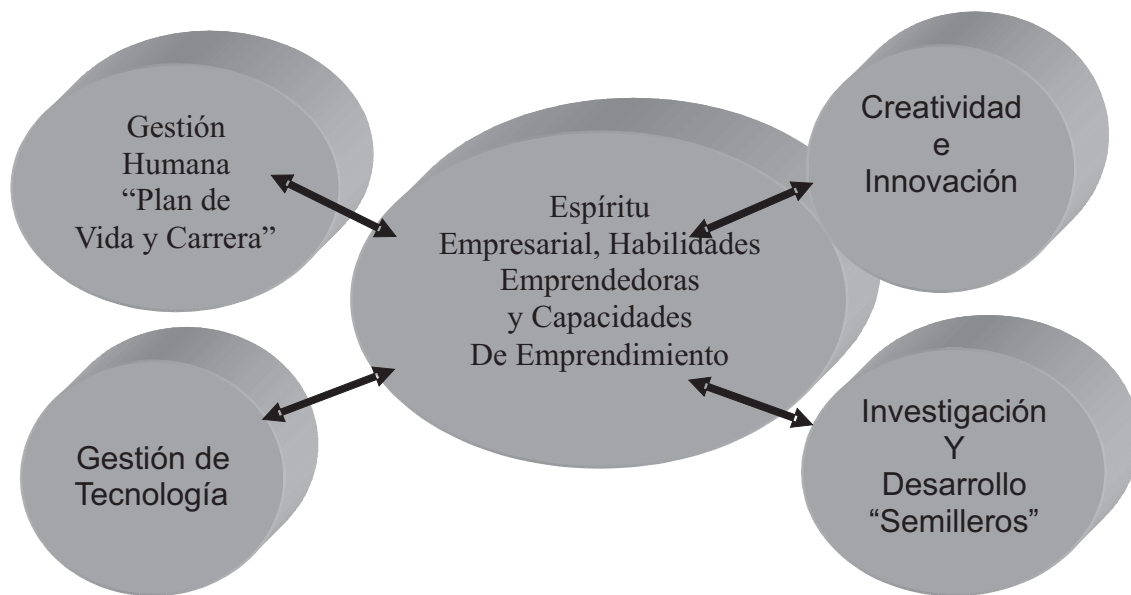 Gestión
Humana
“Plan de
Vida y Carrera”
Espíritu
Empresarial, Habilidades
Emprendedoras
y Capacidades
De Emprendimiento
Creatividad
e
Innovación
Gestión de
Tecnología
Investigación
Y
Desarrollo
“Semilleros”